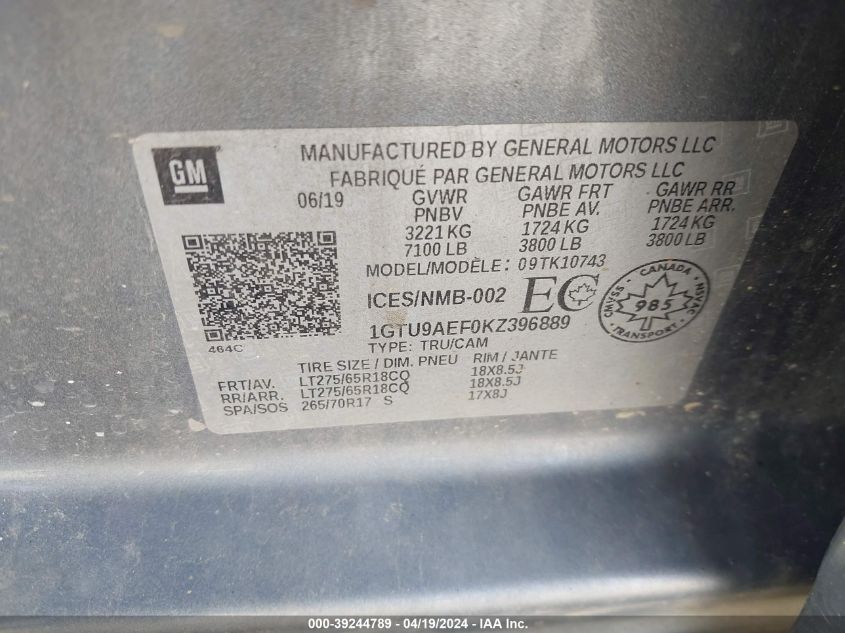 GM
MANUFACTURED BY GENERAL MOTORS LLC
FABRIQUÉ PAR GENERAL MOTORS LLC
06/19 GVWR GAWR FRT GAWR RR
PNBV PNBE AV. PNBE ARR.
3221 KG 1724 KG 1724 KG
7100 LB 3800 LB 3800 LB
MODEL/MODÈLE: 09TK10743
ICES/NMB-002 EC
CANADA
985
CMVSS NSVAC
1GTU9AEF0KZ396889
464C
TYPE: TRU/CAM
TIRE SIZE / DIM. PNEU RIM / JANTE
FRT/AV. LT275/65R18CQ 18X8.5J
RR/ARR. LT275/65R18CQ 18X8.5J
SPA/SOS 265/70R17 S 17X8J
000-39244789 - 04/19/2024 - IAA Inc.